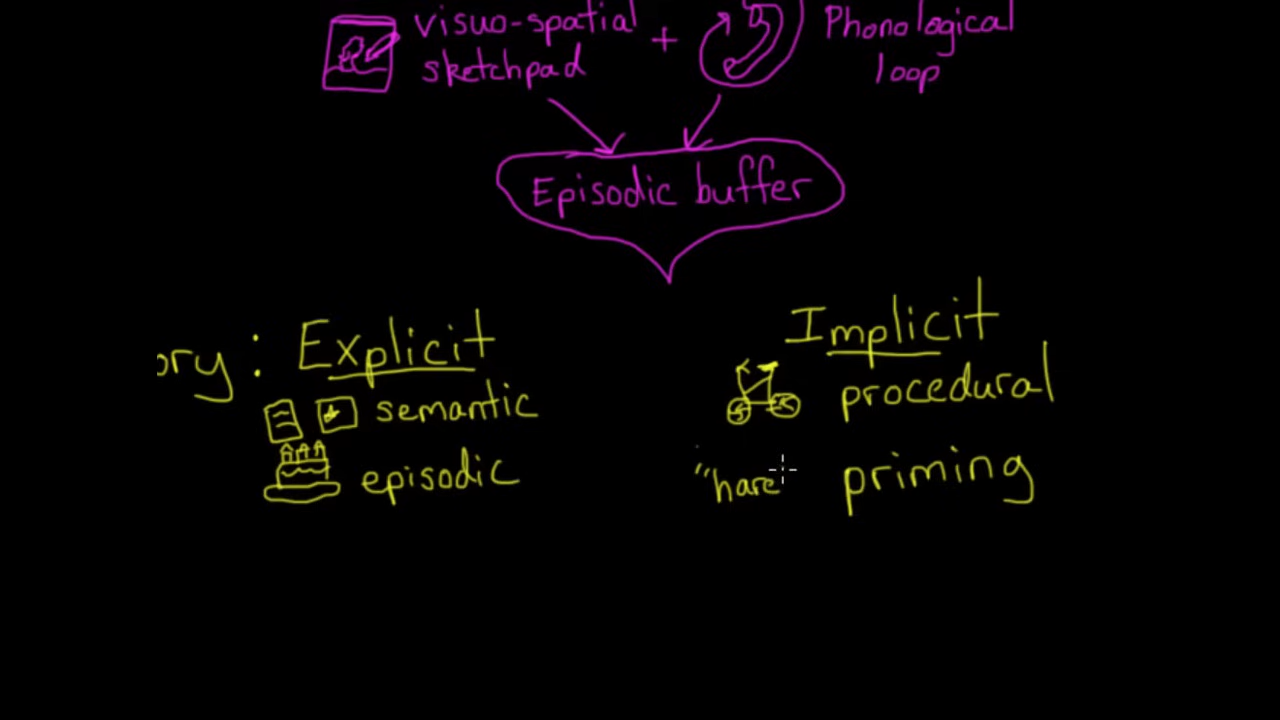 visuo-spatial + Phonological
sketchpad loop
Episodic buffer
ory: Explicit Implicit
semantic procedural
episodic "hare priming